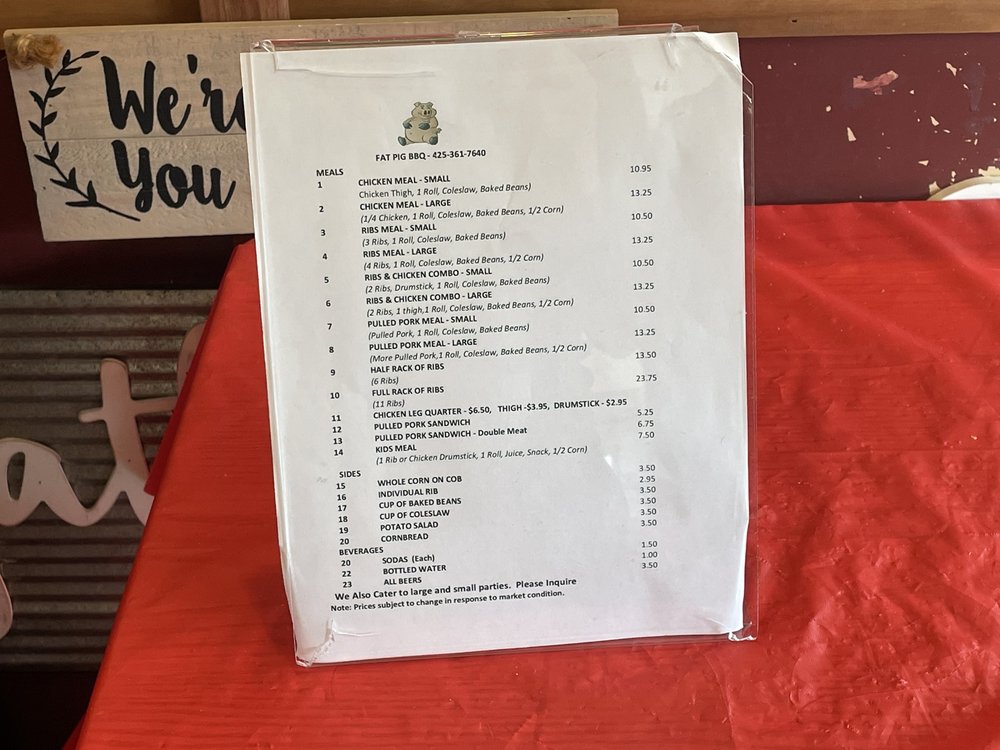 We're
You
FAT PIG BBQ - 425-361-7640
MEALS
1 CHICKEN MEAL - SMALL 10.95
Chicken Thigh, 1 Roll, Coleslaw, Baked Beans)
2 CHICKEN MEAL - LARGE 13.25
(1/4 Chicken, 1 Roll, Coleslaw, Baked Beans, 1/2 Corn)
3 RIBS MEAL - SMALL 10.50
(3 Ribs, 1 Roll, Coleslaw, Baked Beans)
4 RIBS MEAL - LARGE 13.25
(4 Ribs, 1 Roll, Coleslaw, Baked Beans, 1/2 Corn)
5 RIBS & CHICKEN COMBO - SMALL 10.50
(2 Ribs, Drumstick, 1 Roll, Coleslaw, Baked Beans)
6 RIBS & CHICKEN COMBO - LARGE 13.25
(2 Ribs, 1 thigh,1 Roll, Coleslaw, Baked Beans, 1/2 Corn)
7 PULLED PORK MEAL - SMALL 10.50
(Pulled Pork, 1 Roll, Coleslaw, Baked Beans)
8 PULLED PORK MEAL - LARGE 13.25
(More Pulled Pork,1 Roll, Coleslaw, Baked Beans, 1/2 Corn)
9 HALF RACK OF RIBS 13.50
(6 Ribs)
10 FULL RACK OF RIBS 23.75
(11 Ribs)
11 CHICKEN LEG QUARTER - $6.50, THIGH -$3.95, DRUMSTICK - $2.95
12 PULLED PORK SANDWICH 5.25
13 PULLED PORK SANDWICH - Double Meat 6.75
14 KIDS MEAL 7.50
(1 Rib or Chicken Drumstick, 1 Roll, Juice, Snack, 1/2 Corn)
SIDES
15 WHOLE CORN ON COB 3.50
16 INDIVIDUAL RIB 2.95
17 CUP OF BAKED BEANS 3.50
18 CUP OF COLESLAW 3.50
19 POTATO SALAD 3.50
20 CORNBREAD 3.50
BEVERAGES
20 SODAS (Each) 1.50
22 BOTTLED WATER 1.00
23 ALL BEERS 3.50
We Also Cater to large and small parties. Please Inquire
Note: Prices subject to change in response to market condition.